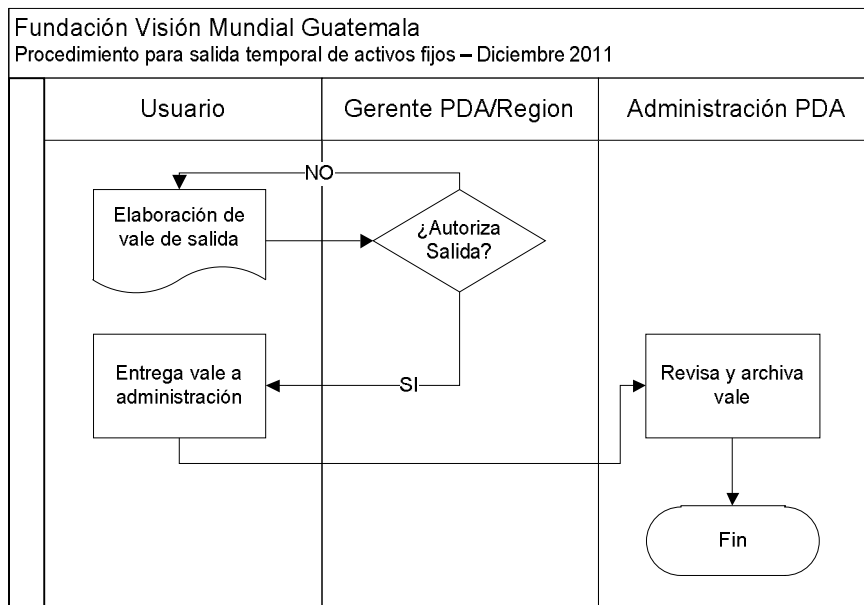 Fundación Visión Mundial Guatemala
Procedimiento para salida temporal de activos fijos – Diciembre 2011
Usuario
Gerente PDA/Region
Administración PDA
NO
Elaboración de
vale de salida
¿Autoriza
Salida?
Entrega vale a
administración
SI
Revisa y archiva
vale
Fin